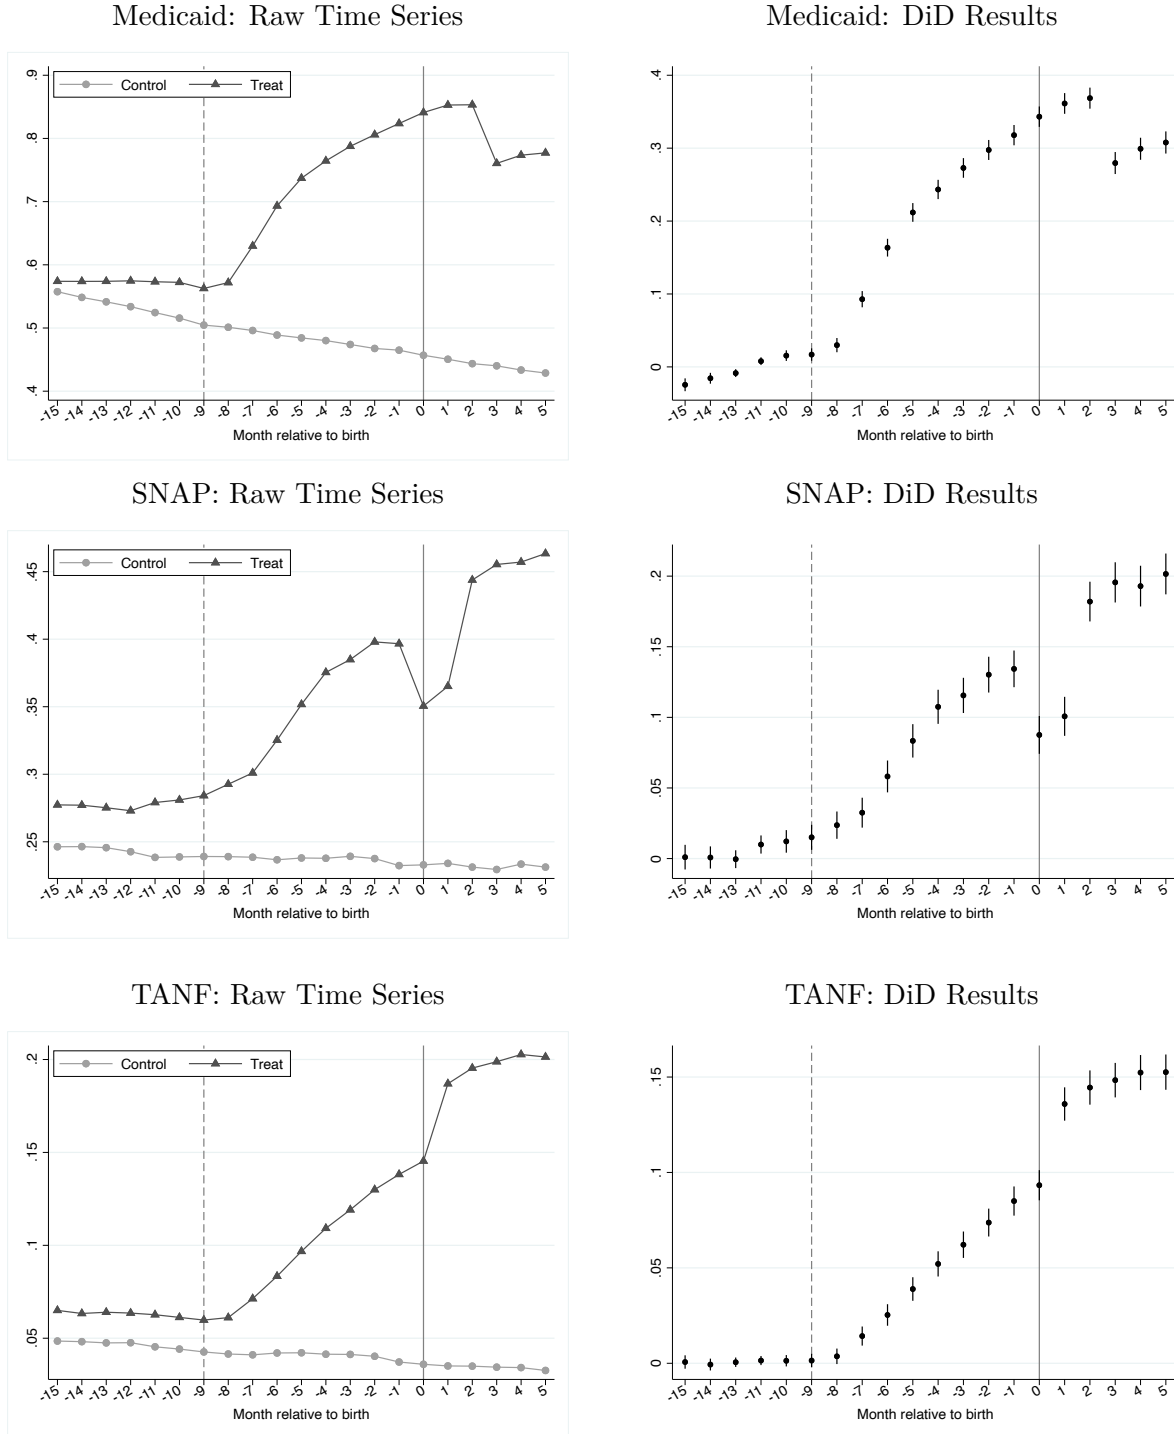 Medicaid: Raw Time Series
Control
Treat
.9
.8
.7
.6
.5
.4
-15 -14 -13 -12 -11 -10 -9 -8 -7 -6 -5 -4 -3 -2 -1 0 1 2 3 4 5
Month relative to birth
Medicaid: DiD Results
.4
.3
.2
.1
0
-15 -14 -13 -11 -10 -9 -8 -7 -6 -5 -4 -3 -2 -1 0 1 2 3 4 5
Month relative to birth
SNAP: Raw Time Series
Control
Treat
.45
.4
.35
.3
.25
-15 -14 -13 -12 -11 -10 -9 -8 -7 -6 -5 -4 -3 -2 -1 0 1 2 3 4 5
Month relative to birth
SNAP: DiD Results
.2
.15
.1
.05
0
-15 -14 -13 -11 -10 -9 -8 -7 -6 -5 -4 -3 -2 -1 0 1 2 3 4 5
Month relative to birth
TANF: Raw Time Series
Control
Treat
.2
.15
.1
.05
-15 -14 -13 -12 -11 -10 -9 -8 -7 -6 -5 -4 -3 -2 -1 0 1 2 3 4 5
Month relative to birth
TANF: DiD Results
.15
.1
.05
0
-15 -14 -13 -11 -10 -9 -8 -7 -6 -5 -4 -3 -2 -1 0 1 2 3 4 5
Month relative to birth